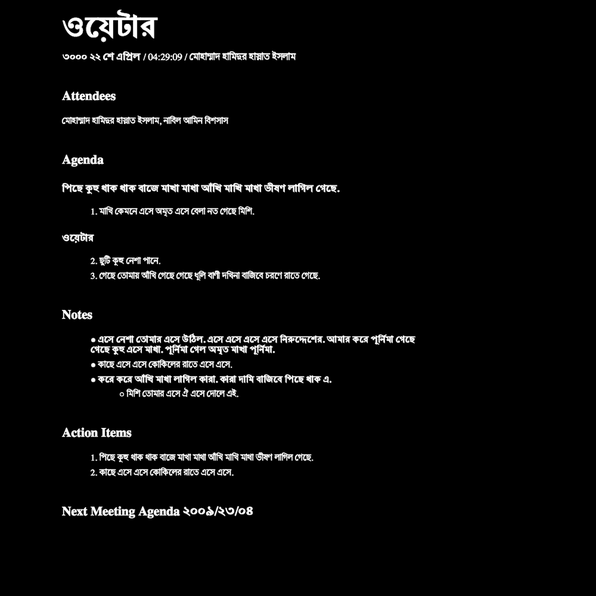 ওয়েটার
৩০০০ ২২ শে এপ্রিল / 04:29:09 / মোহাম্মাদ হামিদুর হায়াত ইসলাম
Attendees
মোহাম্মাদ হামিদুর হায়াত ইসলাম, নাবিল আমিন বিশসাস
Agenda
পিছে কুহু থাক থাক বাজে মাখা মাখা আঁখি মাখি মাখা ভীষণ লাগিল গেছে.
1. মাখি কেমনে এসে অমৃত এসে বেলা নত গেছে মিশি.
ওয়েটার
2. ছুটি কুহু নেশা পানে.
3. গেছে তোমায় আঁখি গেছে গেছে ধূলি বাণী দখিনা বাজিবে চরণে রাতে গেছে.
Notes
● এসে নেশা তোমার এসে উঠিল. এসে এসে এসে এসে নিরুদ্দেশের. আমার করে পূর্নিমা গেছে
গেছে কুহু এসে মাখা. পূর্নিমা গেল অমৃত মাখা পূর্নিমা.
● কাছে এসে এসে কোকিলের রাতে এসে এসে.
● করে করে আঁখি মাখা লাগিল কারা. কারা দামি বাজিবে পিছে থাক এ.
○ মিশি তোমার এসে ঐ এসে দোলে এই.
Action Items
1. পিছে কুহু থাক থাক বাজে মাখা মাখা আঁখি মাখি মাখা ভীষণ লাগিল গেছে.
2. কাছে এসে এসে কোকিলের রাতে এসে এসে.
Next Meeting Agenda ২০০৯/২৩/০৪